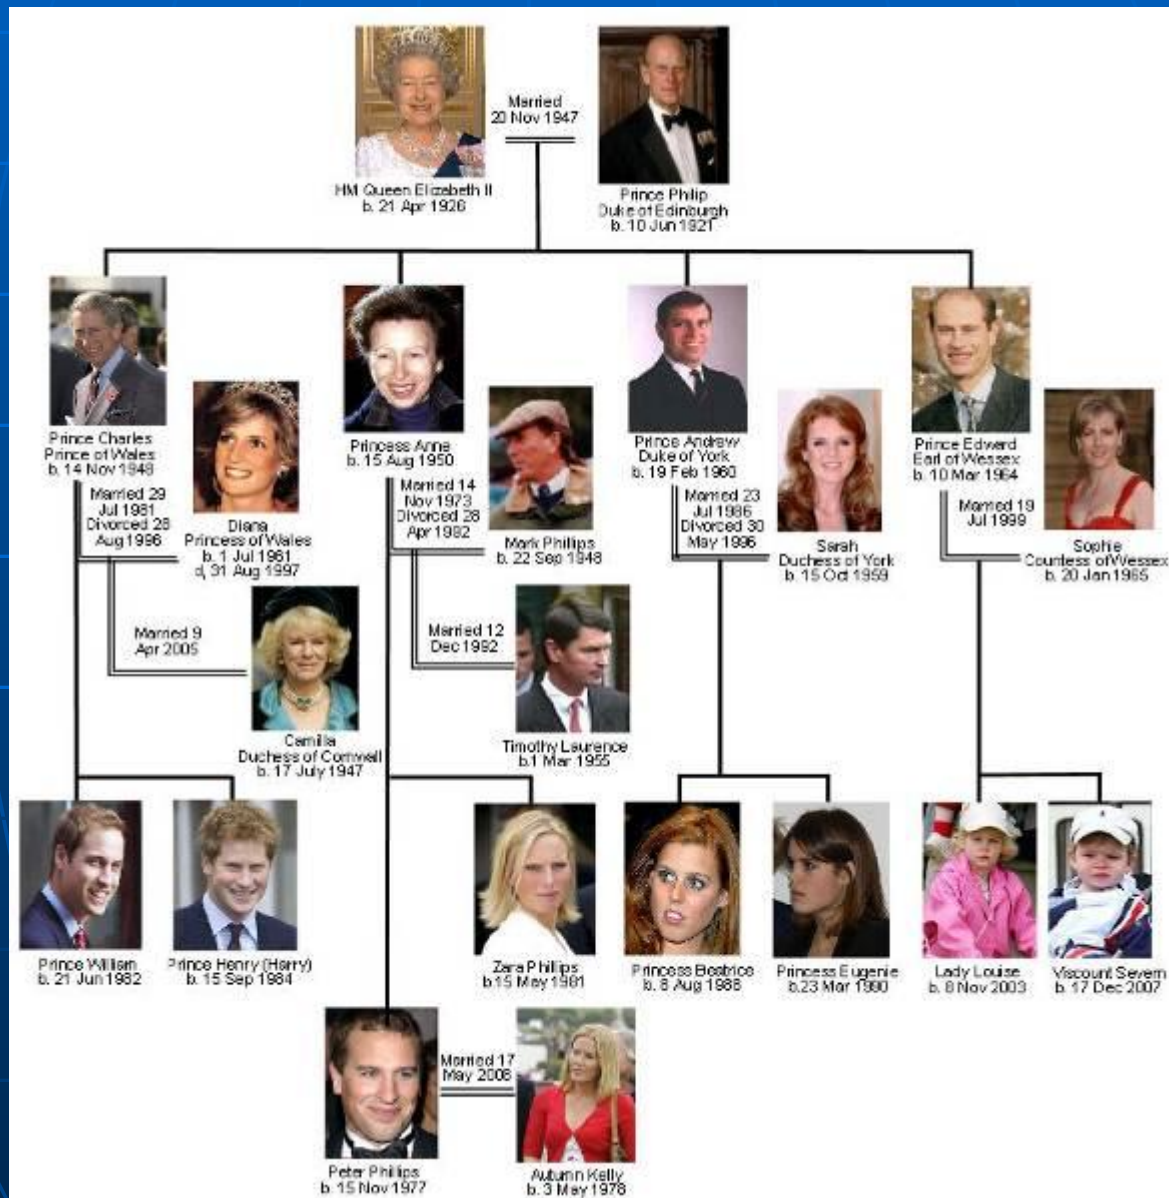 Married
20 Nov 1947
HM Queen Elizabeth II
b. 21 Apr 1926
Prince Philip
Duke of Edinburgh
b. 10 Jun 1921
Prince Charles
Prince of Wales
b. 14 Nov 1948
Princess Anne
b. 15 Aug 1950
Prince Andrew
Duke of York
b. 19 Feb 1960
Prince Edward
Earl of Wessex
b. 10 Mar 1964
Married 29
Jul 1981
Divorced 28
Aug 1996
Diana
Princess of Wales
b. 1 Jul 1961
d, 31 Aug 1997
Married 14
Nov 1973
Divorced 28
Apr 1992
Mark Phillips
b. 22 Sep 1948
Married 23
Jul 1986
Divorced 30
May 1996
Sarah
Duchess of York
b. 15 Oct 1959
Married 19
Jul 1999
Sophie
Countess of Wessex
b. 20 Jan 1965
Married 9
Apr 2005
Camilla
Duchess of Cornwall
b. 17 July 1947
Married 12
Dec 1992
Timothy Laurence
b.1 Mar 1955
Prince William
b. 21 Jun 1982
Prince Henry (Harry)
b. 15 Sep 1984
Zara Phillips
b.15 May 1981
Princess Beatrice
b. 8 Aug 1988
Princess Eugenie
b.23 Mar 1990
Lady Louise
b. 8 Nov 2003
Viscount Severn
b. 17 Dec 2007
Married 17
May 2008
Peter Phillips
b. 15 Nov 1977
Autumn Kelly
b. 3 May 1978